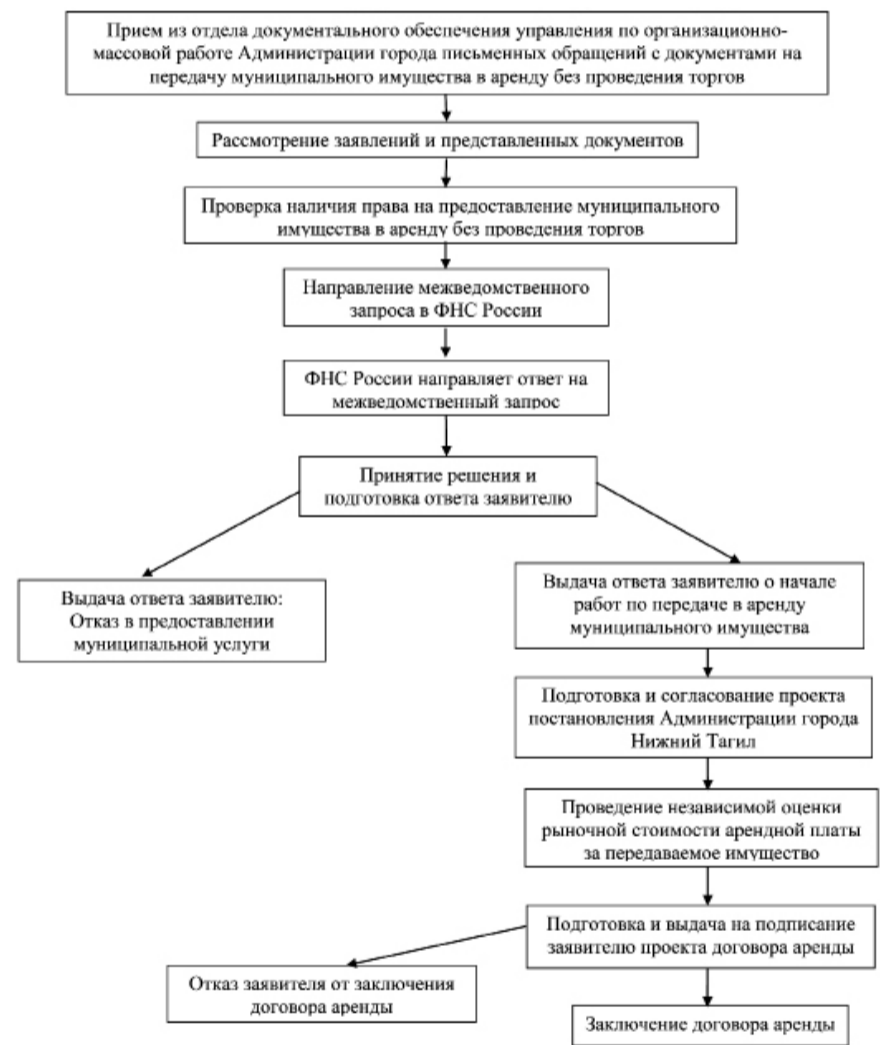 Прием из отдела документального обеспечения управления по организационно-
массовой работе Администрации города письменных обращений с документами на
передачу муниципального имущества в аренду без проведения торгов
Рассмотрение заявлений и представленных документов
Проверка наличия права на предоставление муниципального
имущества в аренду без проведения торгов
Направление межведомственного
запроса в ФНС России
ФНС России направляет ответ на
межведомственный запрос
Принятие решения и
подготовка ответа заявителю
Выдача ответа заявителю:
Отказ в предоставлении
муниципальной услуги
Выдача ответа заявителю о начале
работ по передаче в аренду
муниципального имущества
Подготовка и согласование проекта
постановления Администрации города
Нижний Тагил
Проведение независимой оценки
рыночной стоимости арендной платы
за передаваемое имущество
Подготовка и выдача на подписание
заявителю проекта договора аренды
Отказ заявителя от заключения
договора аренды
Заключение договора аренды